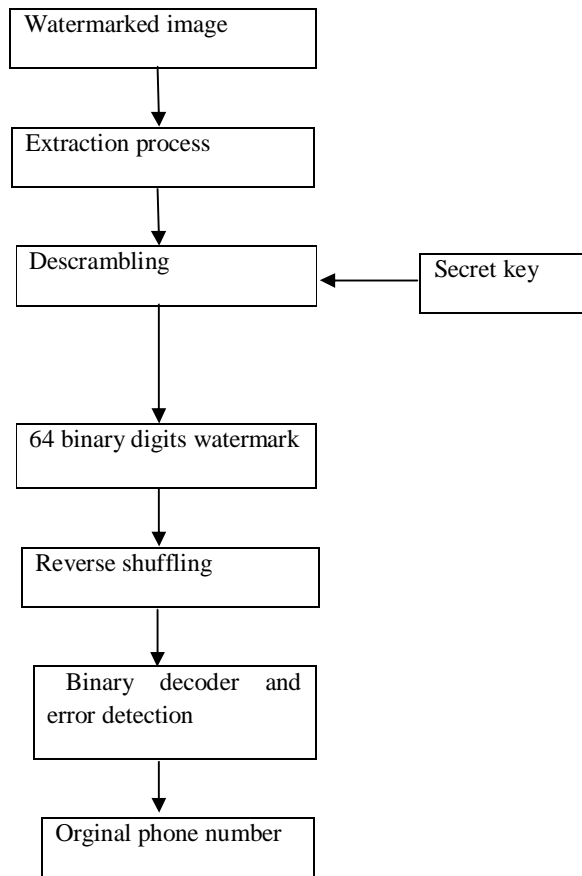 Watermarked image
Extraction process
Descrambling
Secret key
64 binary digits watermark
Reverse shuffling
Binary decoder and
error detection
Orginal phone number